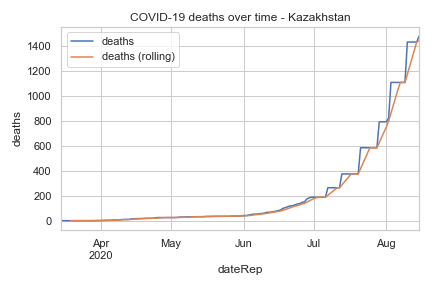 COVID-19 deaths over time - Kazakhstan
deaths
deaths (rolling)
1400
1200
1000
800
600
400
200
0
deaths
Apr
2020
May
Jun
Jul
Aug
dateRep